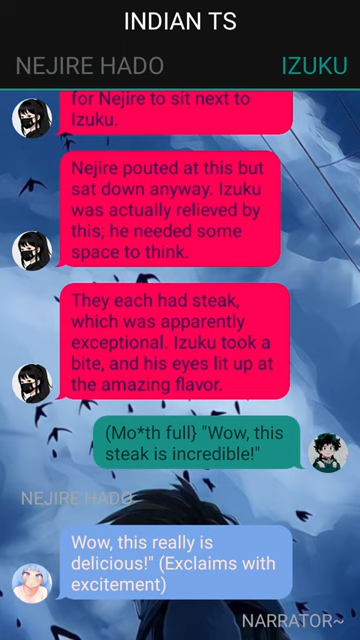 INDIAN TS
NEJIRE HADO
IZUKU
for Nejire to sit next to
Izuku.
Nejire pouted at this but
sat down anyway. Izuku
was actually relieved by
this; he needed some
space to think.
They each had steak,
which was apparently
exceptional. Izuku took a
bite, and his eyes lit up at
the amazing flavor.
(Mo*th full} "Wow, this
steak is incredible!"
NEJIRE HADO
Wow, this really is
delicious!" (Exclaims with
excitement)
NARRATOR~